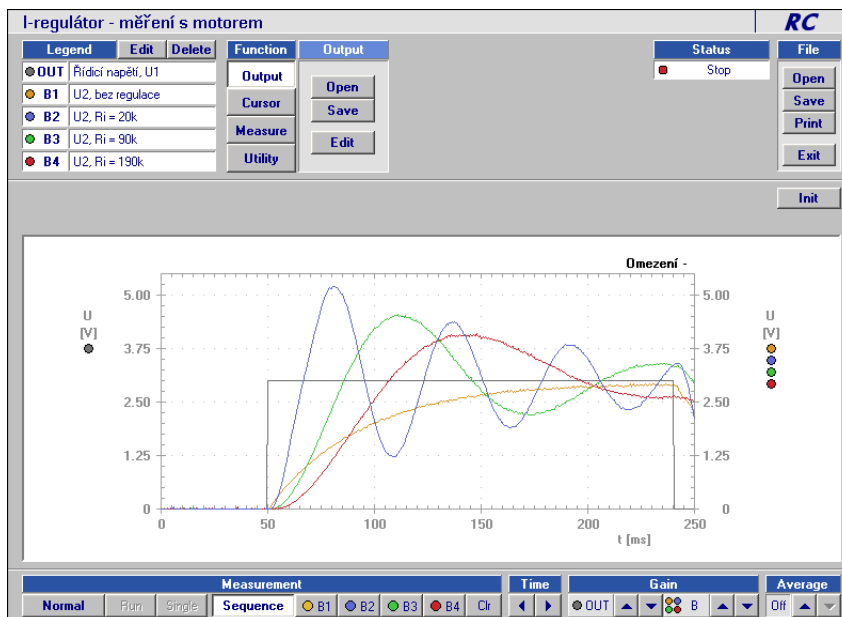 I-regulátor - měření s motorem RC
Legend Edit Delete Function Output Status File
OUT Řídicí napětí, U1 Output Open Stop Open
B1 U2, bez regulace Cursor Save Save
B2 U2, Ri = 20k Measure Edit Print
B3 U2, Ri = 90k Utility Exit
B4 U2, Ri = 190k
Init
Omezení -
5.00 5.00
U U
[V] [V]
3.75 3.75
2.50 2.50
1.25 1.25
0 0
0 50 100 150 200 250
t [ms]
Measurement Time Gain Average
Normal Run Single Sequence B1 B2 B3 B4 Clr OUT B Off